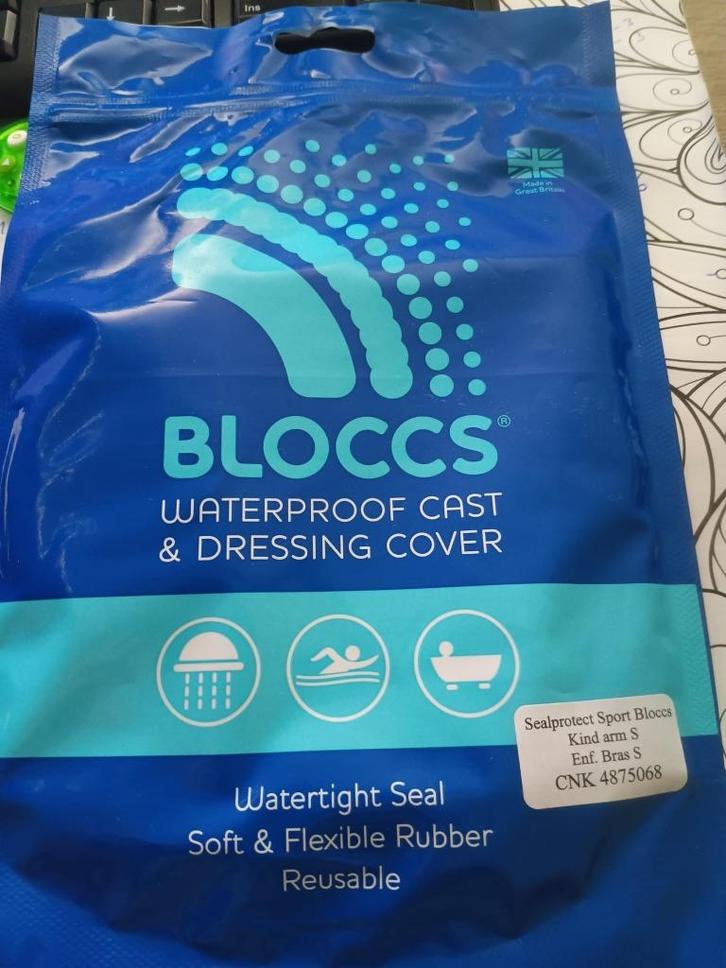 Ins
Made in
Great Britain
BLOCCS®
WATERPROOF CAST
& DRESSING COVER
Sealprotect Sport Bloccs
Kind arm S
Enf. Bras S
CNK 4875068
Watertight Seal
Soft & Flexible Rubber
Reusable